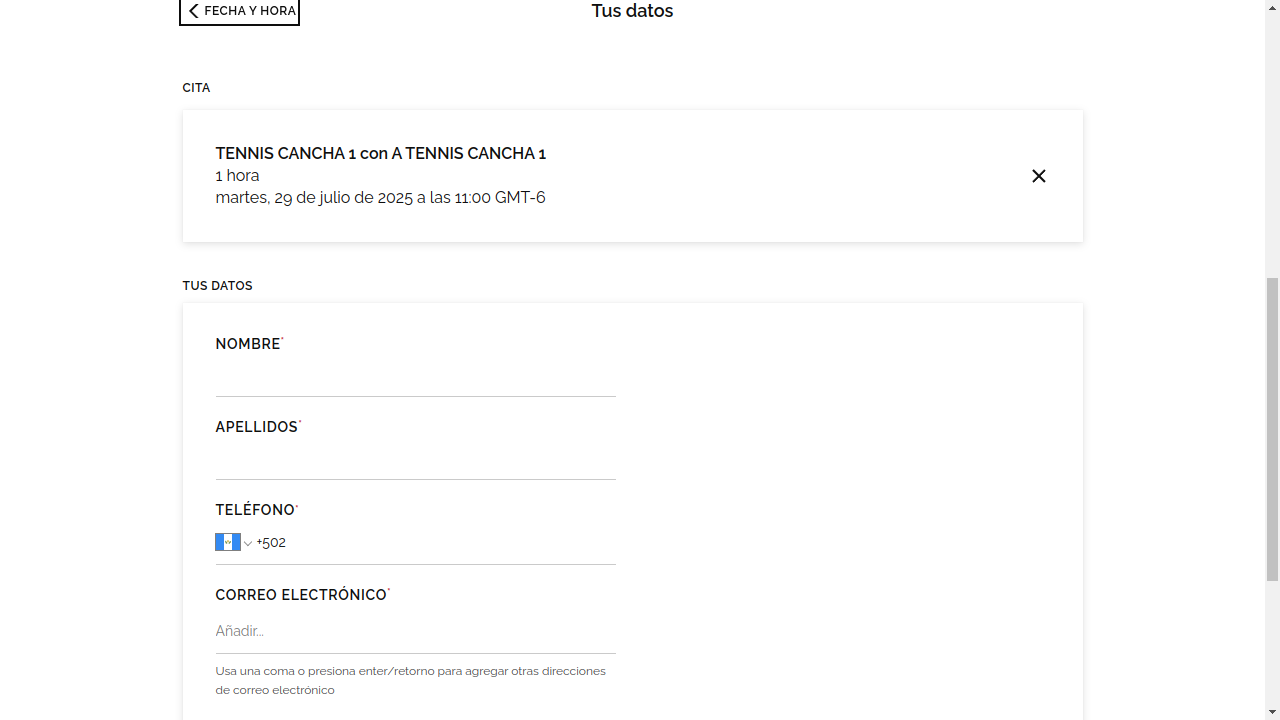 FECHA Y HORA
Tus datos
CITA
TENNIS CANCHA 1 con A TENNIS CANCHA 1
1 hora
martes, 29 de julio de 2025 a las 11:00 GMT-6
TUS DATOS
NOMBRE*
APELLIDOS*
TELÉFONO*
+502
CORREO ELECTRÓNICO*
Añadir...
Usa una coma o presiona enter/retorno para agregar otras direcciones
de correo electrónico